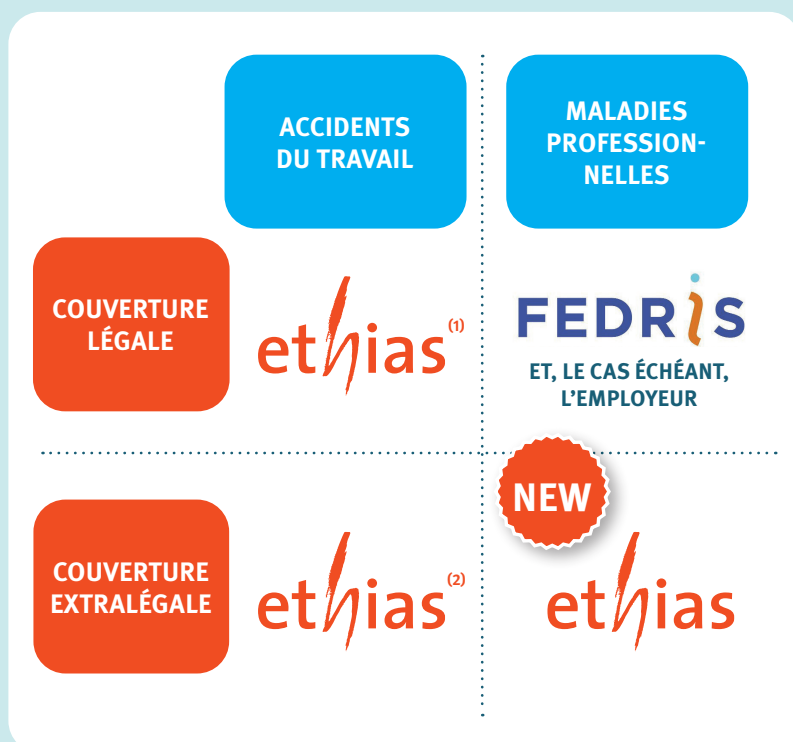 ACCIDENTS
DU TRAVAIL
MALADIES
PROFESSION-
NELLES
COUVERTURE
LÉGALE
ethias (1)
FEDRIS
ET, LE CAS ÉCHÉANT,
L'EMPLOYEUR
NEW
COUVERTURE
EXTRALÉGALE
ethias (2)
ethias